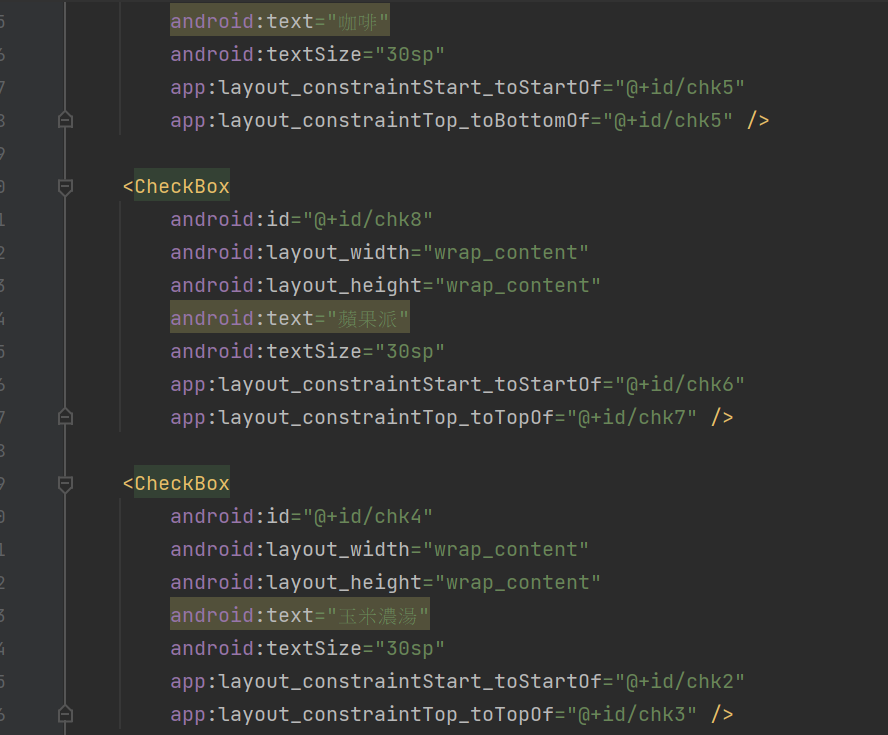 android:text="咖啡"
android:textSize="30sp"
app:layout_constraintStart_toStartOf="@+id/chk5"
app:layout_constraintTop_toBottomOf="@+id/chk5" />
<CheckBox
android:id="@+id/chk8"
android:layout_width="wrap_content"
android:layout_height="wrap_content"
android:text="蘋果派"
android:textSize="30sp"
app:layout_constraintStart_toStartOf="@+id/chk6"
app:layout_constraintTop_toTopOf="@+id/chk7" />
<CheckBox
android:id="@+id/chk4"
android:layout_width="wrap_content"
android:layout_height="wrap_content"
android:text="玉米濃湯"
android:textSize="30sp"
app:layout_constraintStart_toStartOf="@+id/chk2"
app:layout_constraintTop_toTopOf="@+id/chk3" />